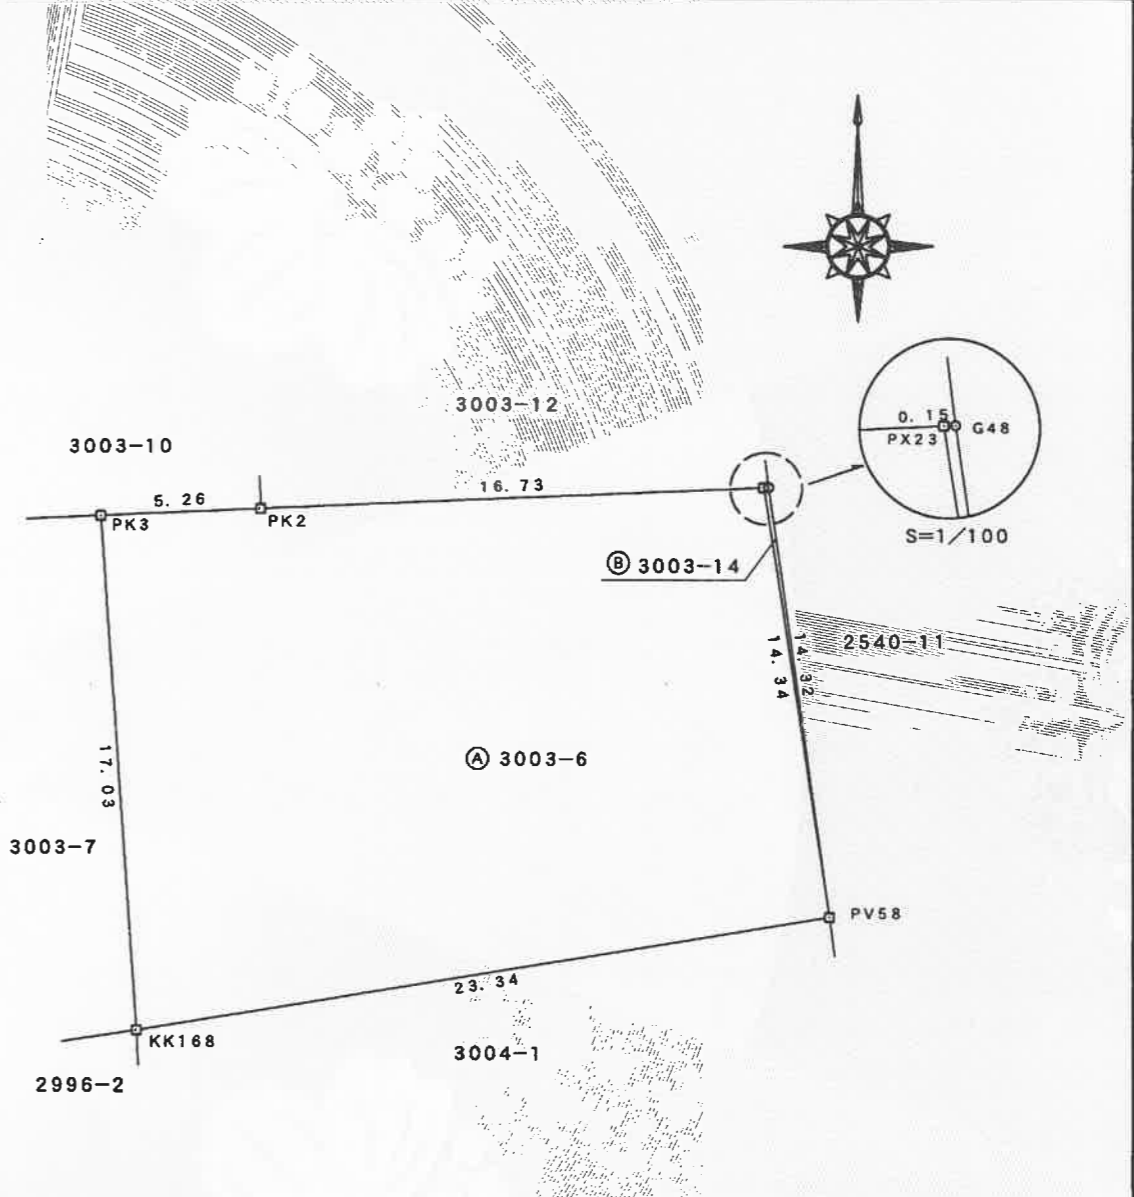 3003-12
3003-10
0.15
G48
PX23
S=1/100
5.26
16.73
PK3
PK2
Ⓑ 3003-14
2540-11
14.32
14.34
Ⓐ 3003-6
17.03
3003-7
PV58
23.34
KK168
3004-1
2996-2